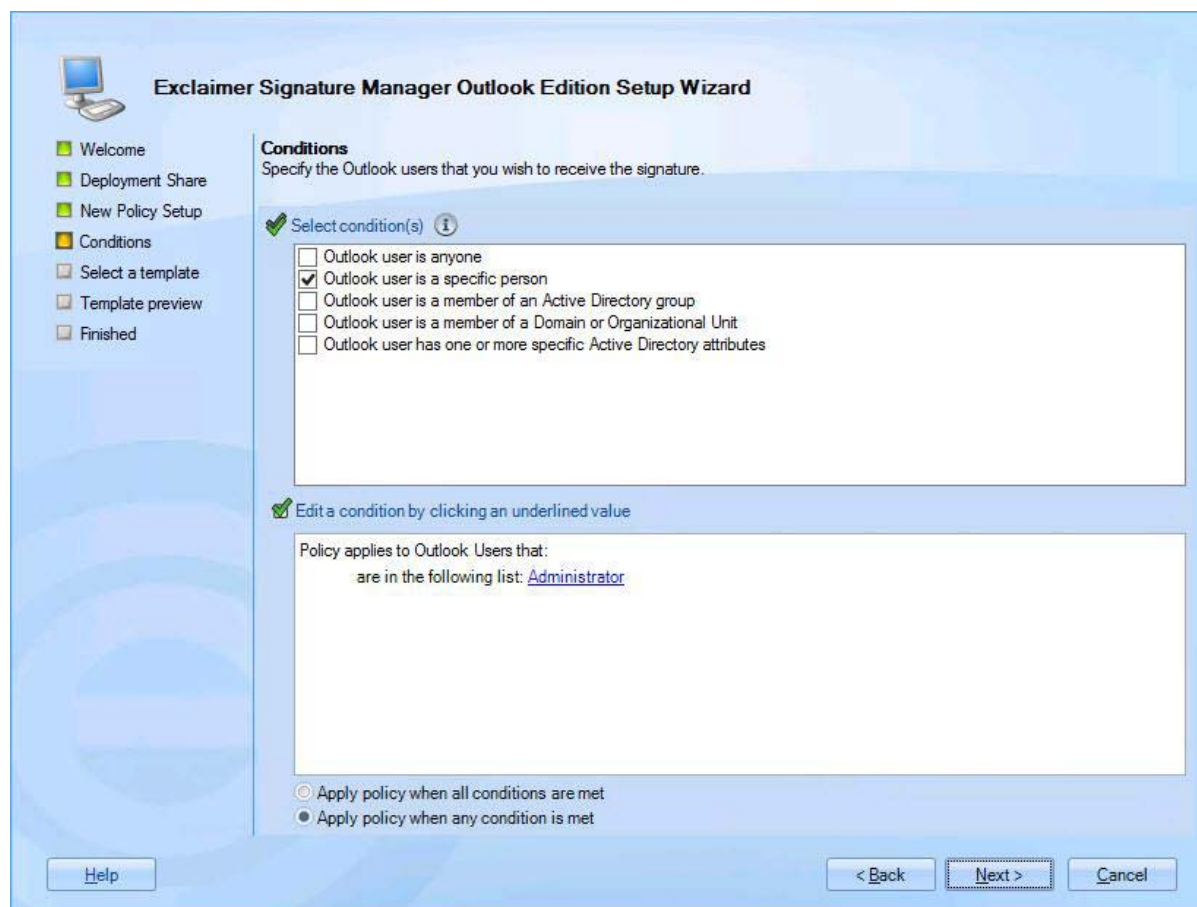 Exclaimer Signature Manager Outlook Edition Setup Wizard
Welcome
Deployment Share
New Policy Setup
Conditions
Select a template
Template preview
Finished
Conditions
Specify the Outlook users that you wish to receive the signature.
Select condition(s)
Outlook user is anyone
Outlook user is a specific person
Outlook user is a member of an Active Directory group
Outlook user is a member of a Domain or Organizational Unit
Outlook user has one or more specific Active Directory attributes
Edit a condition by clicking an underlined value
Policy applies to Outlook Users that:
are in the following list: Administrator
Apply policy when all conditions are met
Apply policy when any condition is met
Help
< Back
Next >
Cancel